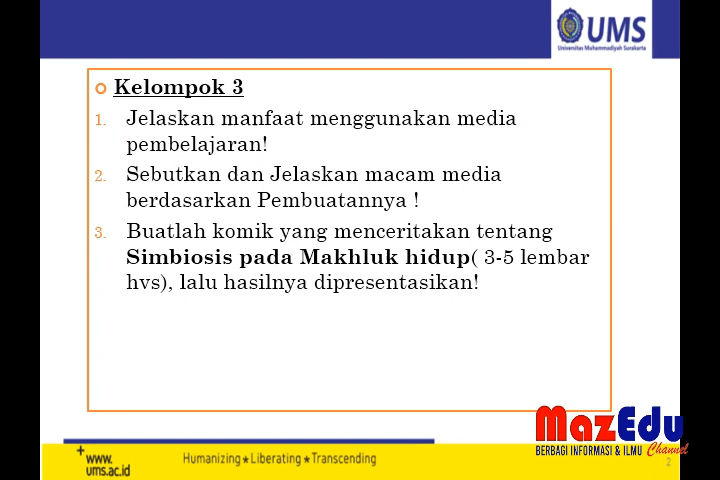 UMS
Universitas Muhammadiyah Surakarta
Kelompok 3
1. Jelaskan manfaat menggunakan media
pembelajaran!
2. Sebutkan dan Jelaskan macam media
berdasarkan Pembuatannya !
3. Buatlah komik yang menceritakan tentang
Simbiosis pada Makhluk hidup( 3-5 lembar
hvs), lalu hasilnya dipresentasikan!
MazEdu
BERBAGI INFORMASI & ILMU Channel
www.
ums.ac.id
Humanizing★Liberating★Transcending
2